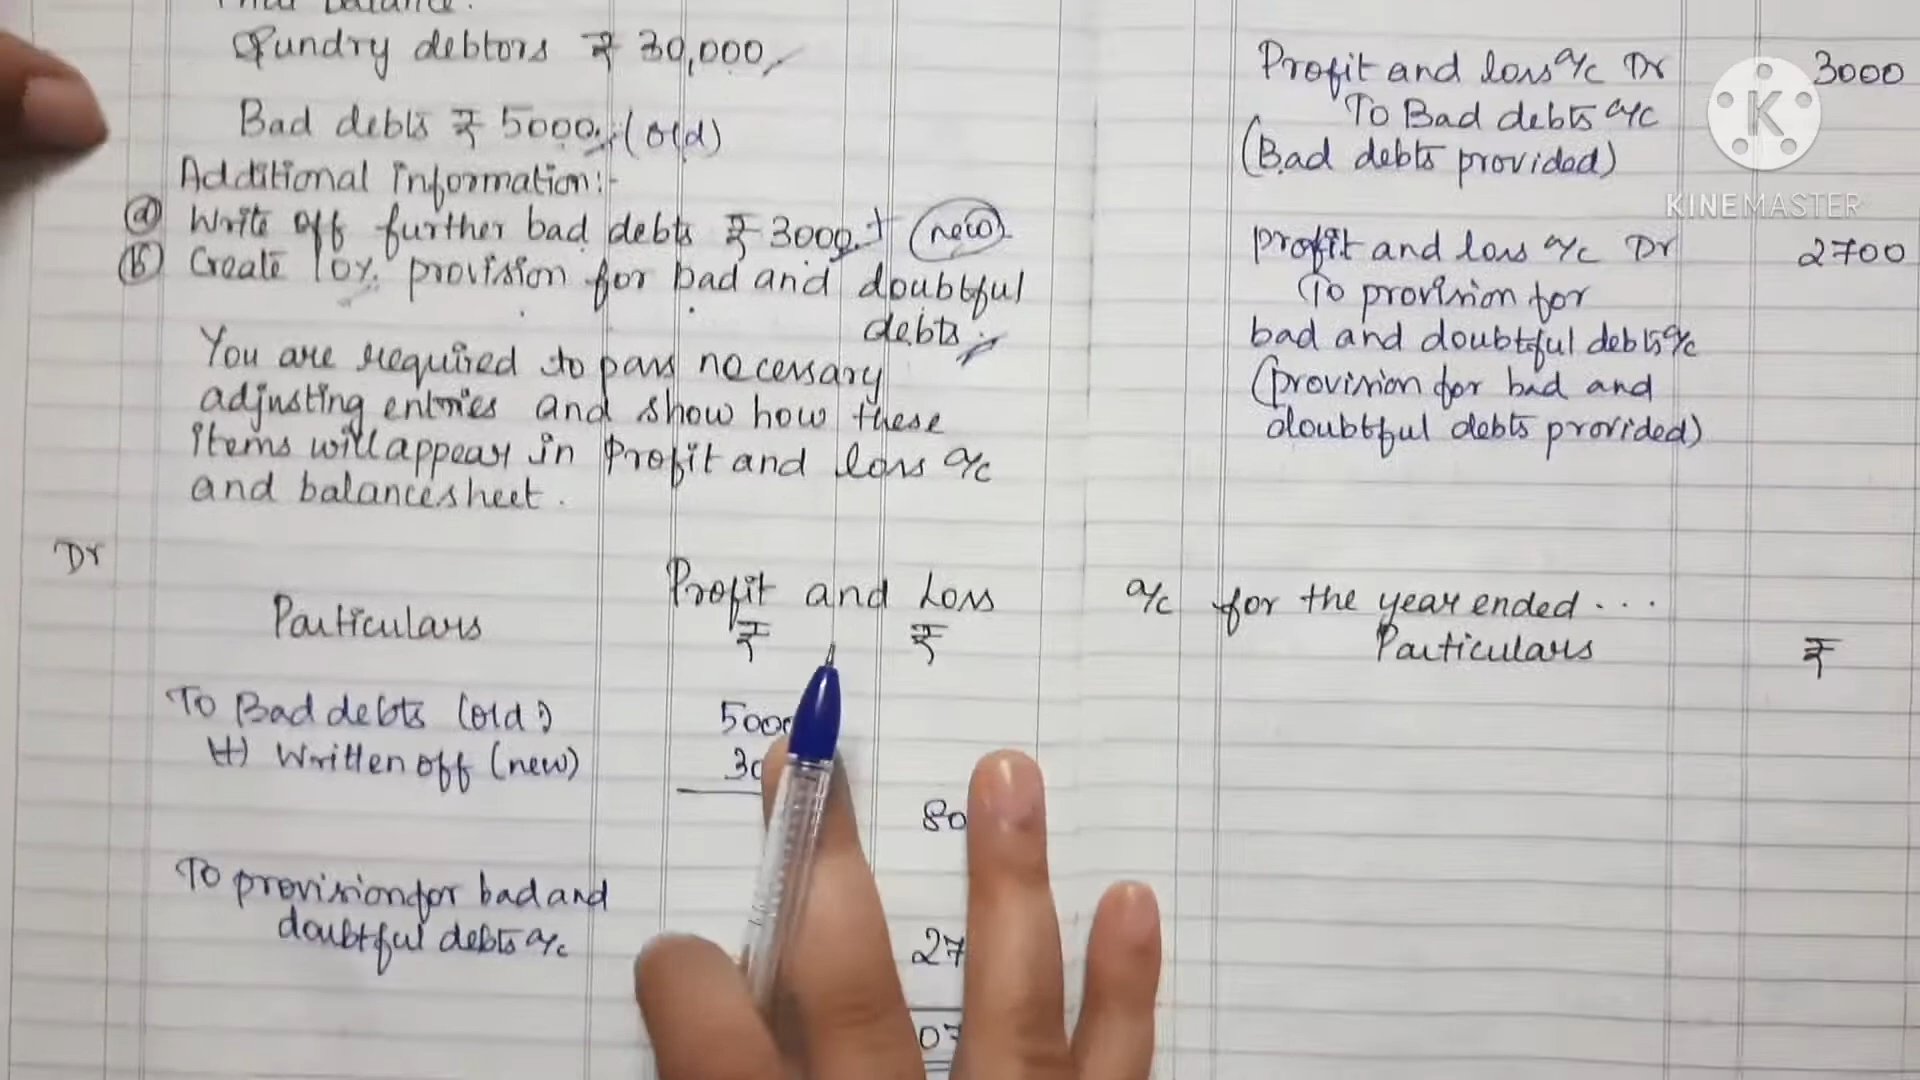 Sundry debtors ₹ 30,000
Bad debts ₹ 5000 (old)
Additional information:-
(a) Write off further bad debts ₹ 3000 + (new)
(b) Create 10% provision for bad and doubtful
debts.
You are required to pass necessary
adjusting entries and show how these
items will appear in Profit and loss a/c
and balancesheet.
Profit and loss a/c Dr 3000
To Bad debts a/c
(Bad debts provided)
KINEMASTER
profit and loss a/c Dr 2700
To provision for
bad and doubtful debts a/c
(provision for bad and
doubtful debts provided)
Dr
Profit and Loss a/c for the year ended ...
Particulars ₹ ₹ Particulars ₹
To Bad debts (old)
(+) Written off (new)
To provision for bad and
doubtful debts a/c